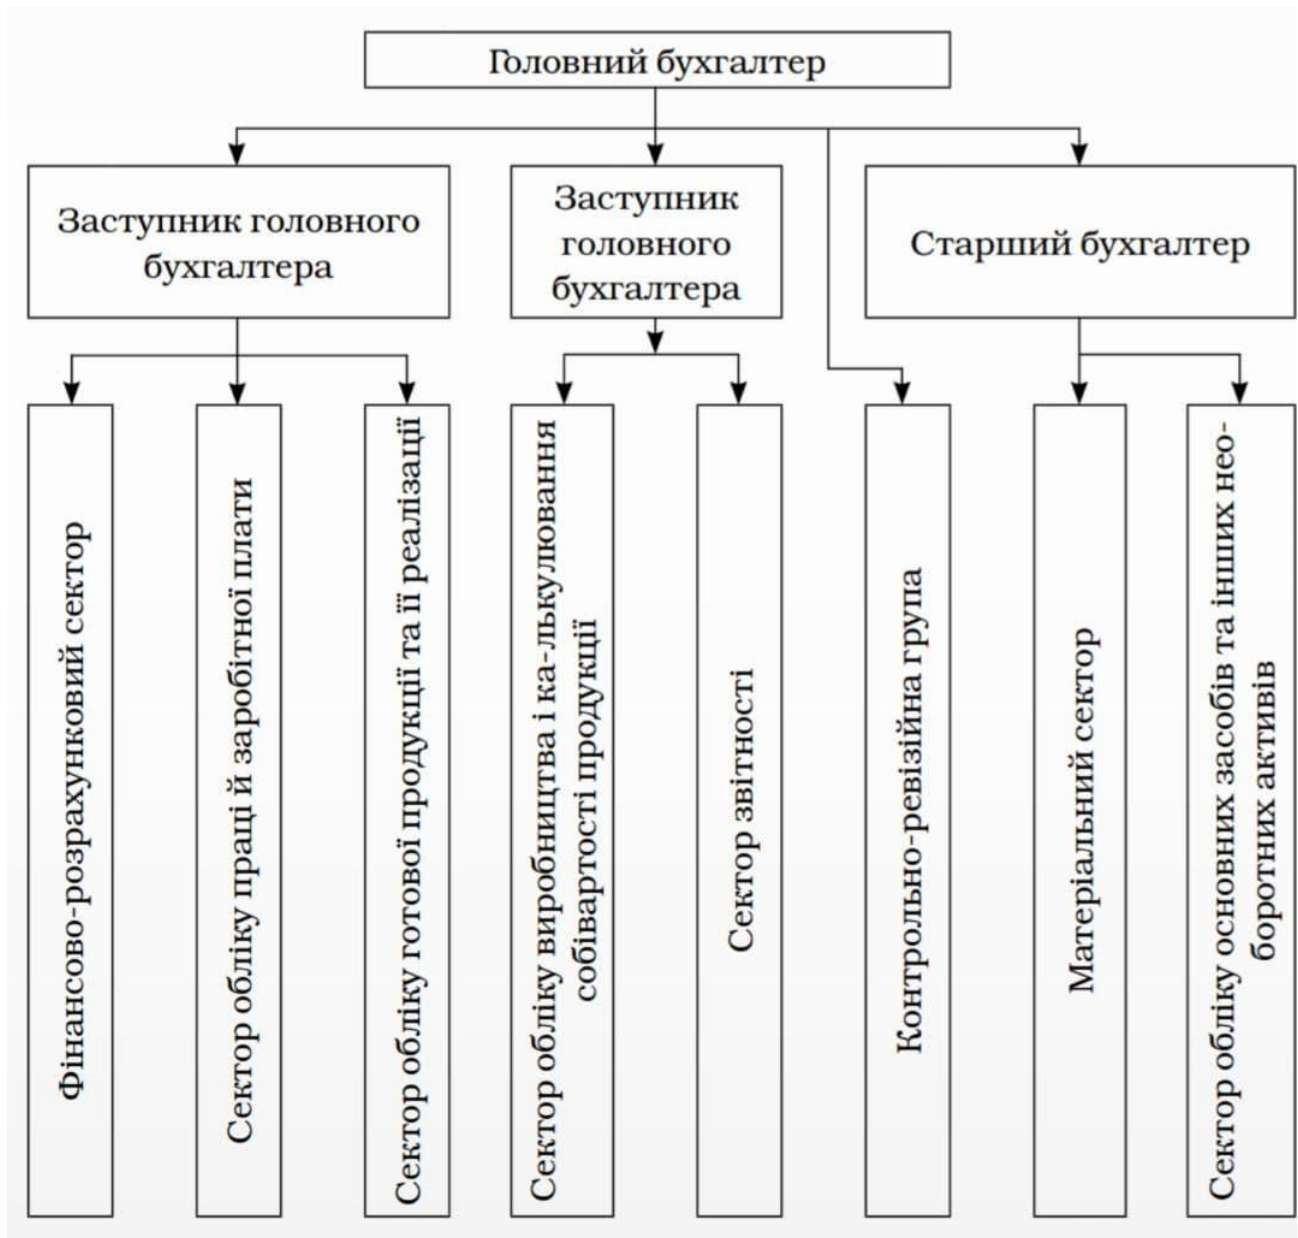 Головний бухгалтер
Заступник головного
бухгалтера
Заступник
головного
бухгалтера
Старший бухгалтер
Фінансово-розрахунковий сектор
Сектор обліку праці й заробітної плати
Сектор обліку готової продукції та її реалізації
Сектор обліку виробництва і ка-лькулювання
собівартості продукції
Сектор звітності
Контрольно-ревізійна група
Матеріальний сектор
Сектор обліку основних засобів та інших нео-
боротних активів